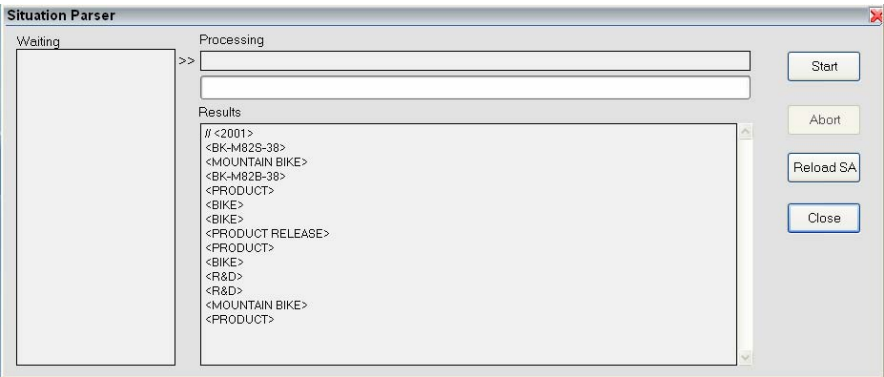 Situation Parser
Waiting
Processing
>>
Results
// <2001>
<BK-M82S-38>
<MOUNTAIN BIKE>
<BK-M82B-38>
<PRODUCT>
<BIKE>
<BIKE>
<PRODUCT RELEASE>
<PRODUCT>
<BIKE>
<R&D>
<R&D>
<MOUNTAIN BIKE>
<PRODUCT>
Start
Abort
Reload SA
Close